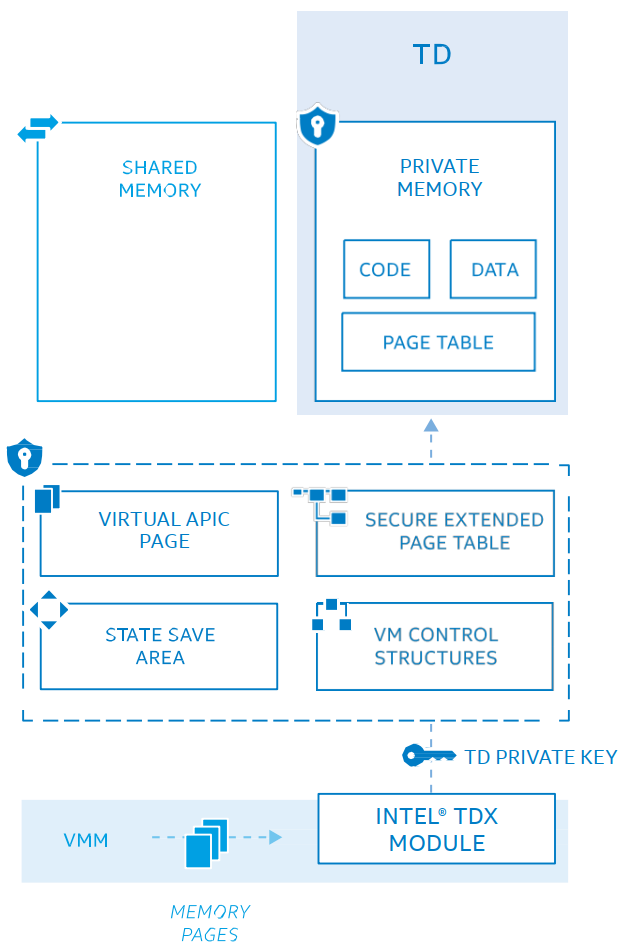 TD
SHARED
MEMORY
PRIVATE
MEMORY
CODE
DATA
PAGE TABLE
VIRTUAL APIC
PAGE
SECURE EXTENDED
PAGE TABLE
STATE SAVE
AREA
VM CONTROL
STRUCTURES
TD PRIVATE KEY
VMM
INTEL® TDX
MODULE
MEMORY
PAGES